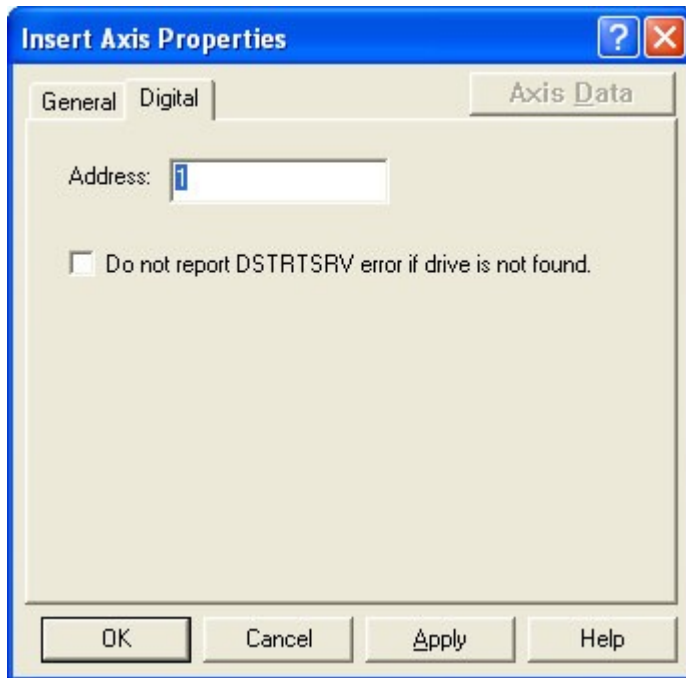 Insert Axis Properties
General Digital Axis Data
Address: 1
Do not report DSTRTSRV error if drive is not found.
OK Cancel Apply Help